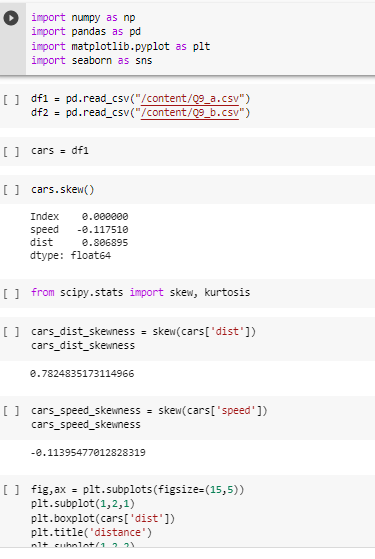 import numpy as np
import pandas as pd
import matplotlib.pyplot as plt
import seaborn as sns
[ ] df1 = pd.read_csv("/content/Q9_a.csv")
df2 = pd.read_csv("/content/Q9_b.csv")
[ ] cars = df1
[ ] cars.skew()
Index    0.000000
speed   -0.117510
dist     0.806895
dtype: float64
[ ] from scipy.stats import skew, kurtosis
[ ] cars_dist_skewness = skew(cars['dist'])
cars_dist_skewness
0.7824835173114966
[ ] cars_speed_skewness = skew(cars['speed'])
cars_speed_skewness
-0.11395477012828319
[ ] fig,ax = plt.subplots(figsize=(15,5))
plt.subplot(1,2,1)
plt.boxplot(cars['dist'])
plt.title('distance')
plt.subplot(1,2,2)